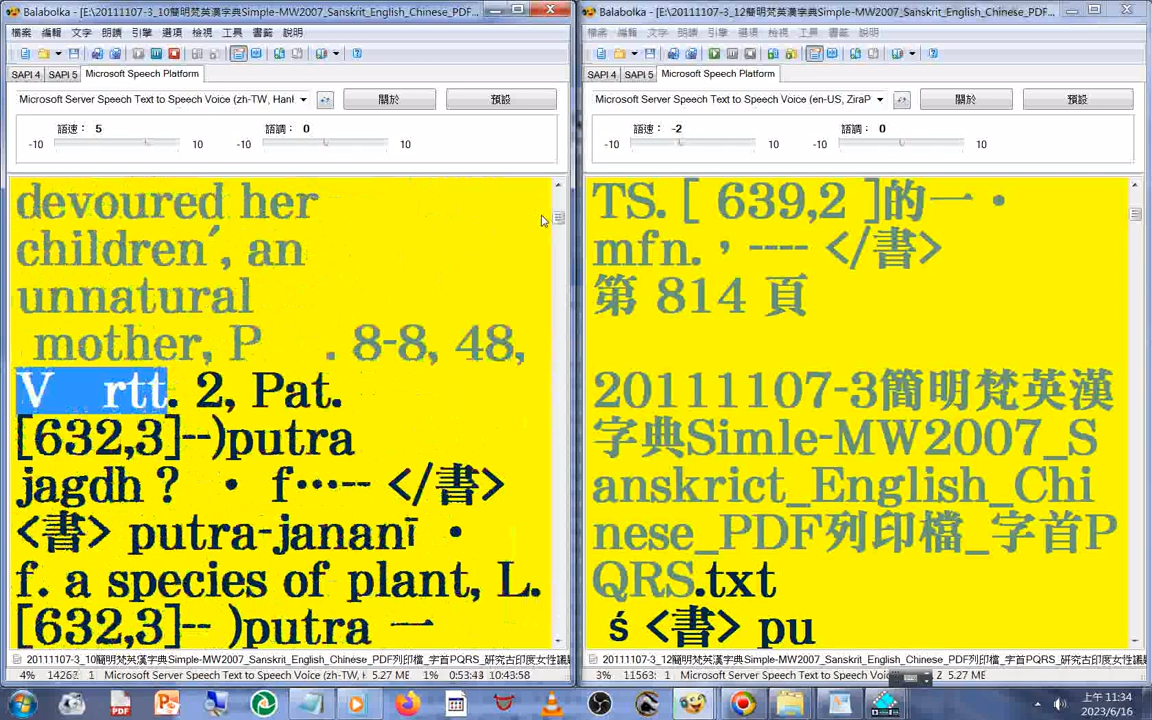 Balabolka - [E:\20111107-3_10簡明梵英漢字典Simple-MW2007_Sanskrit_English_Chinese_PDF...
檔案 編輯 文字 朗讀 引擎 選項 檢視 工具 書籤 說明
SAPI 4 SAPI 5 Microsoft Speech Platform
Microsoft Server Speech Text to Speech Voice (zh-TW, Hanl
關於 預設
語速： 5 語調： 0
-10 10 -10 10
devoured her
children´, an
unnatural
mother, P . 8-8, 48,
V rtt. 2, Pat.
[632,3]--)putra
jagdh ? • f⋯-- </書>
<書> putra-jananī •
f. a species of plant, L.
[632,3]-- )putra 一
20111107-3_10簡明梵英漢字典Simple-MW2007_Sanskrit_English_Chinese_PDF列印檔_字首PQRS_研究古印度女性議
4% 14267: 1 Microsoft Server Speech Text to Speech Voice (zh-TW, H 5.27 MB 1% 0:53:43 10:43:58
Balabolka - [E:\20111107-3_12簡明梵英漢字典Simple-MW2007_Sanskrit_English_Chinese_PDF...
檔案 編輯 文字 朗讀 引擎 選項 檢視 工具 書籤 說明
SAPI 4 SAPI 5 Microsoft Speech Platform
Microsoft Server Speech Text to Speech Voice (en-US, ZiraP
關於 預設
語速： -2 語調： 0
-10 10 -10 10
TS. [ 639,2 ]的一・
mfn.，---- </書>
第 814 頁
20111107-3簡明梵英漢
字典Simle-MW2007_S
anskrict_English_Chi
nese_PDF列印檔_字首P
QRS.txt
ś <書> pu
20111107-3_12簡明梵英漢字典Simple-MW2007_Sanskrit_English_Chinese_PDF列印檔_字首PQRS_研究古印度女性議
3% 11563: 1 Microsoft Server Speech Text to Speech Voice (en-US, Z 5.27 MB
上午 11:34
2023/6/16